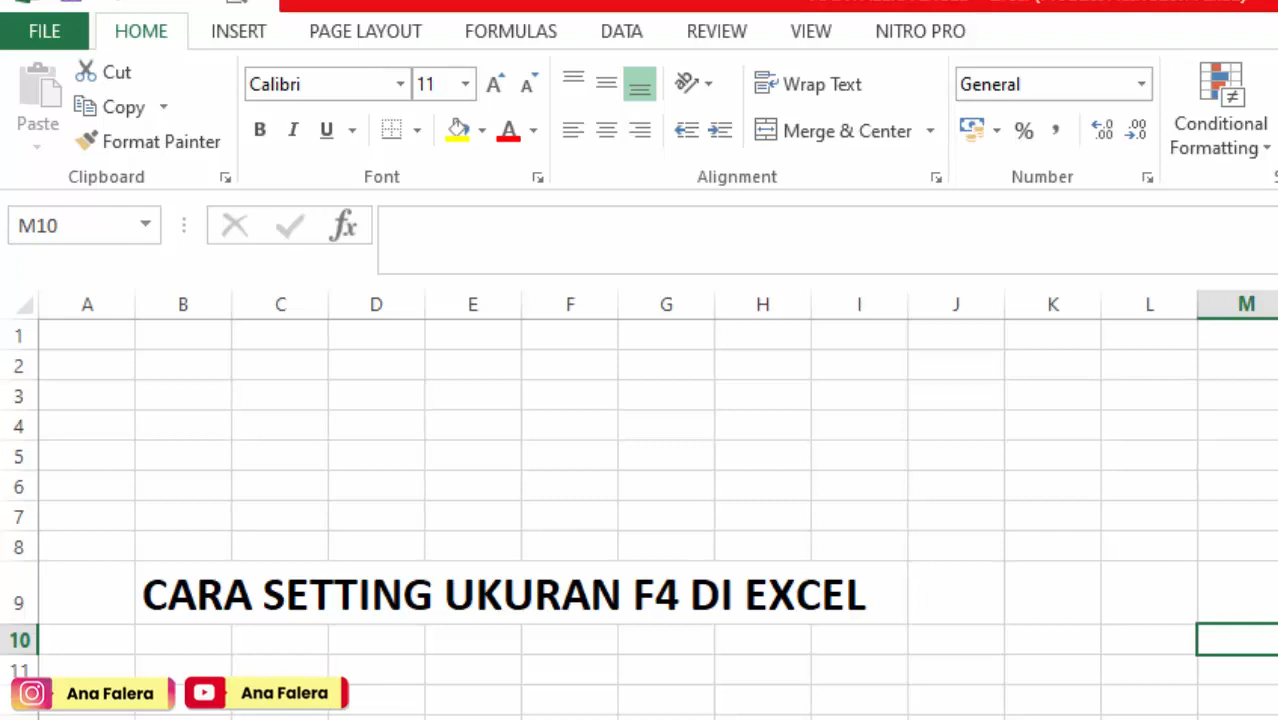 FILE HOME INSERT PAGE LAYOUT FORMULAS DATA REVIEW VIEW NITRO PRO
Paste
Cut
Copy
Format Painter
Clipboard
Calibri 11
B I U
Font
Wrap Text
Merge & Center
Alignment
General
% ,
Number
Conditional
Formatting
M10
fx
A B C D E F G H I J K L M
1
2
3
4
5
6
7
8
9 CARA SETTING UKURAN F4 DI EXCEL
10
11
Ana Falera Ana Falera